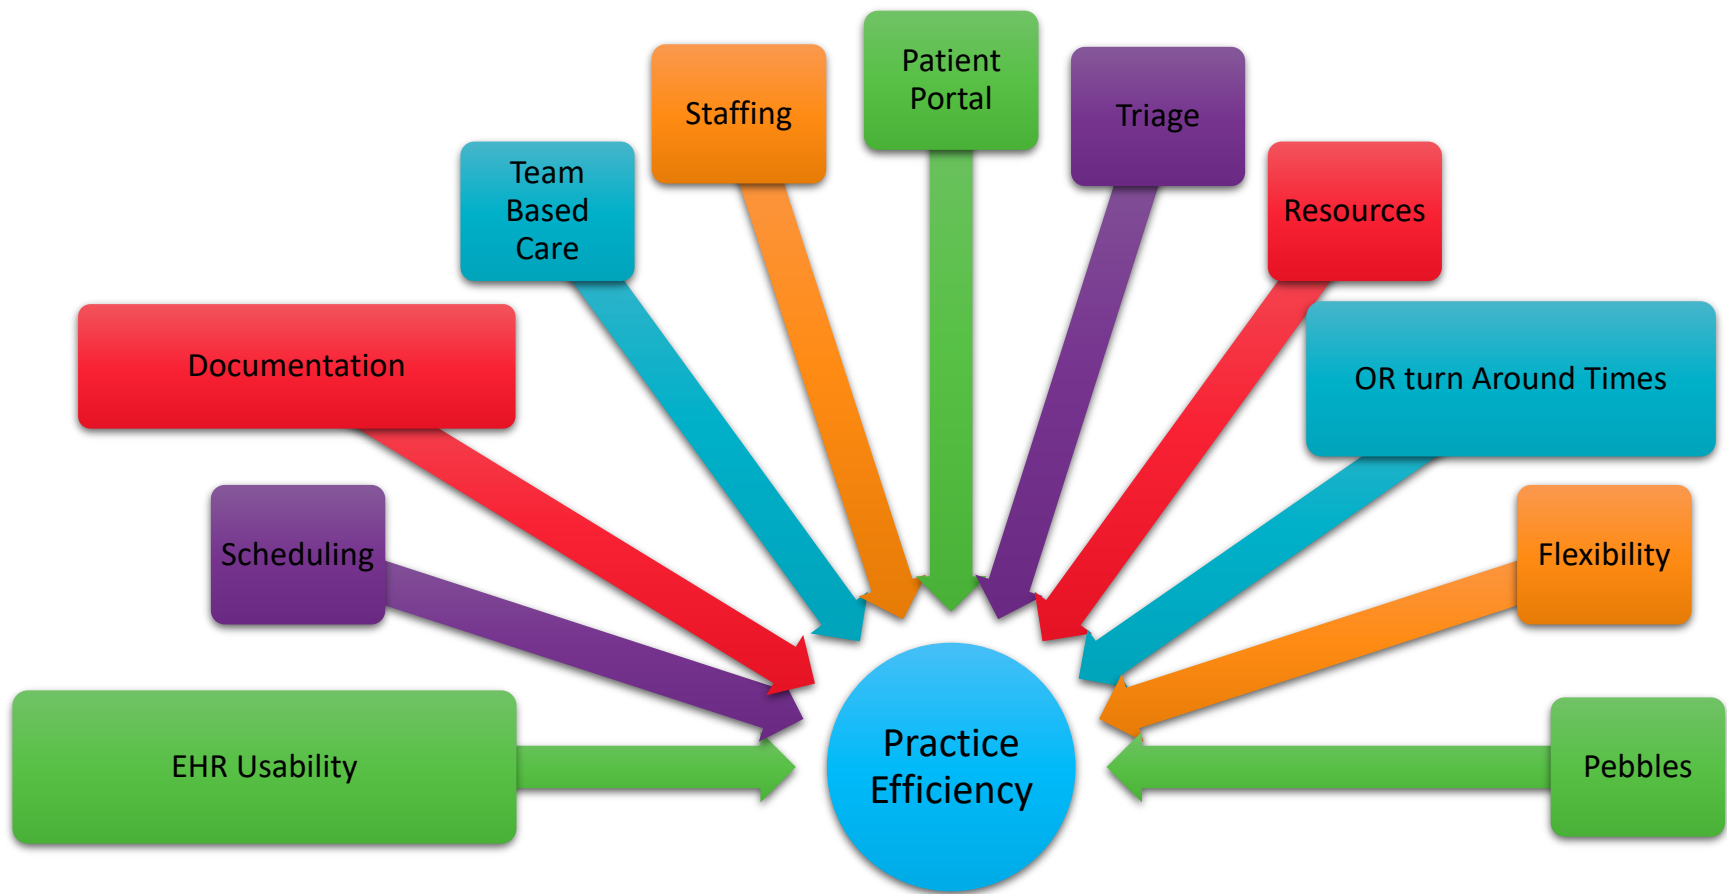 Patient
Portal
Staffing
Triage
Team
Based
Care
Resources
Documentation
OR turn Around Times
Scheduling
Flexibility
EHR Usability
Practice
Efficiency
Pebbles